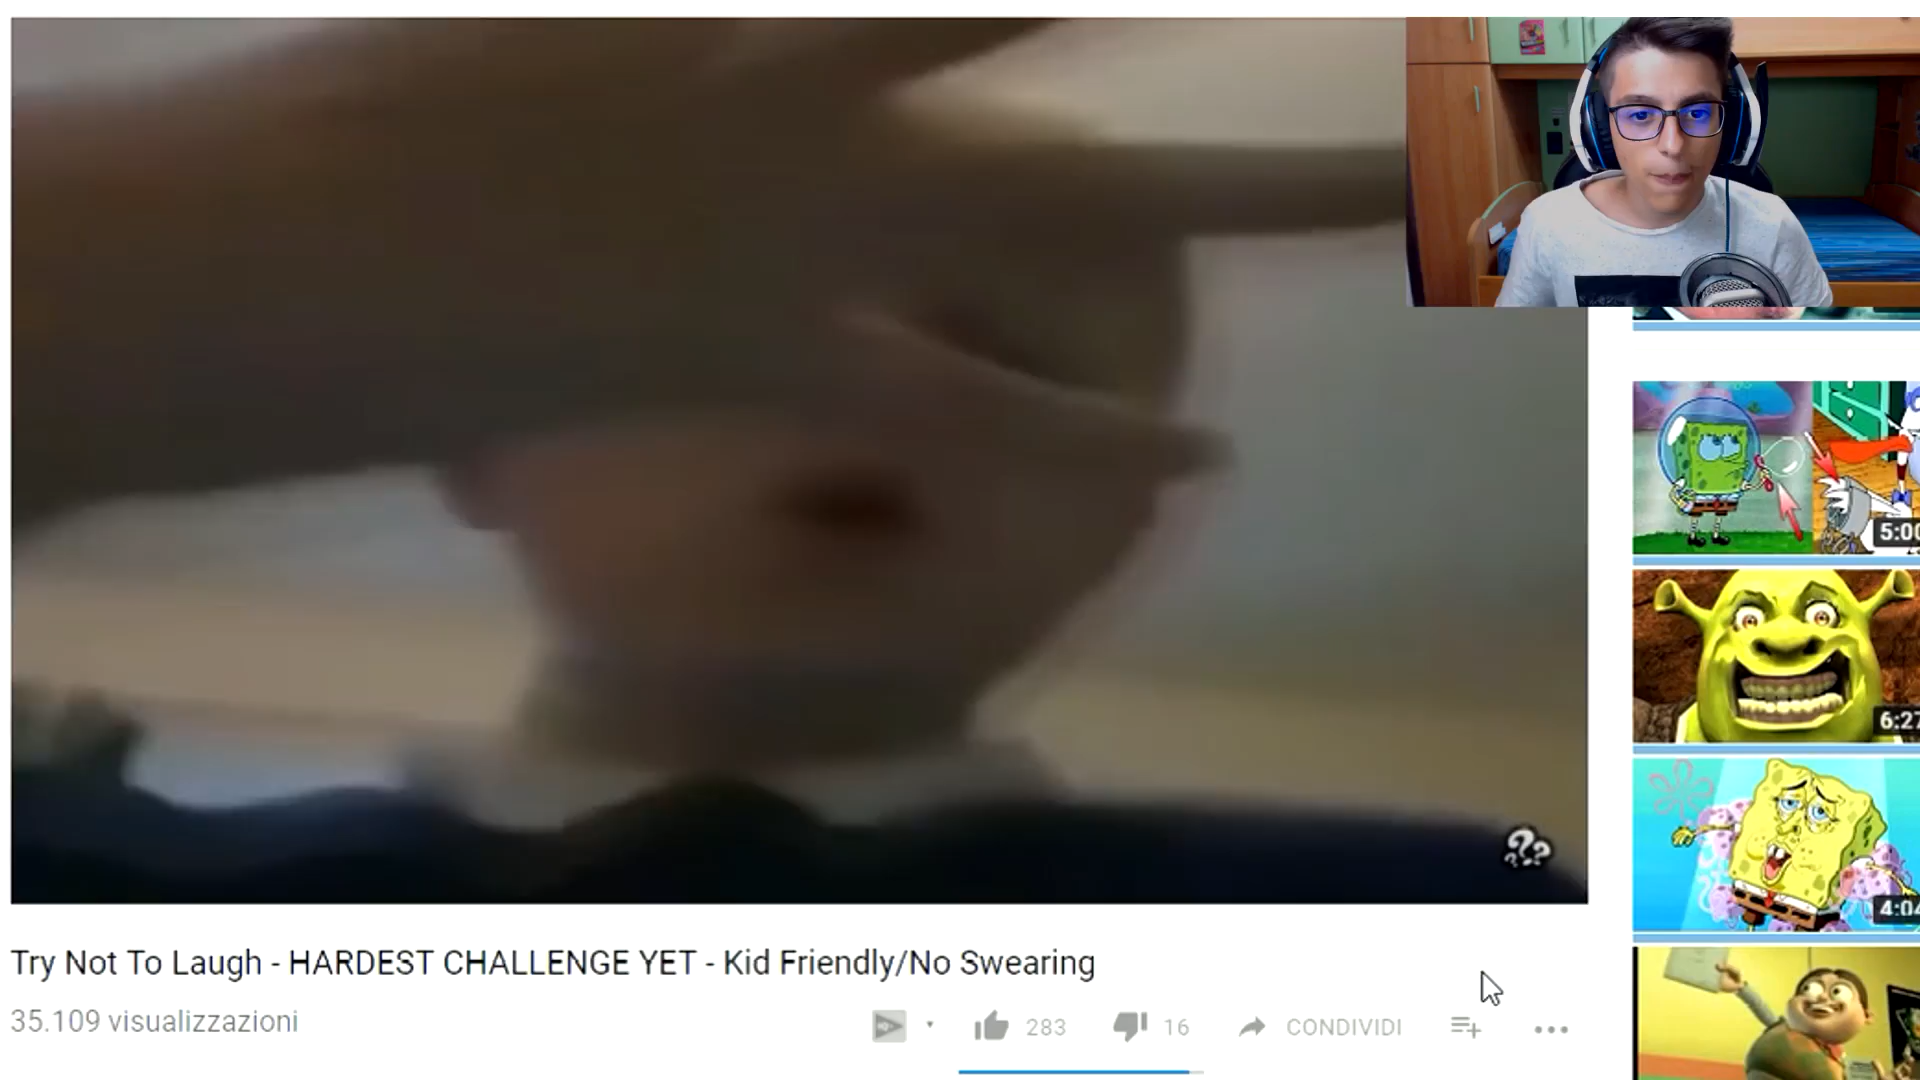 ??
5:00
6:27
4:04
Try Not To Laugh - HARDEST CHALLENGE YET - Kid Friendly/No Swearing
35.109 visualizzazioni
283
16
CONDIVIDI